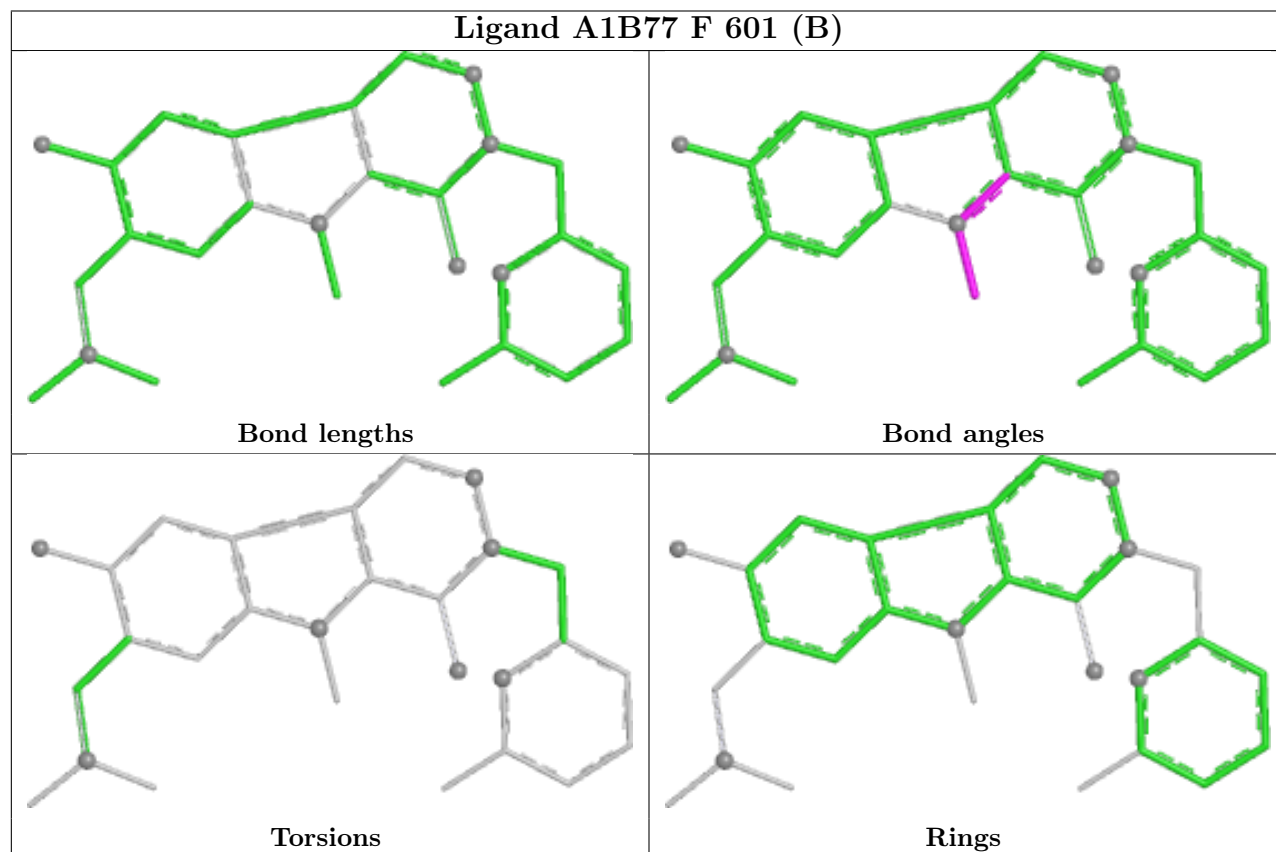 Ligand A1B77 F 601 (B)
Bond lengths
Bond angles
Torsions
Rings